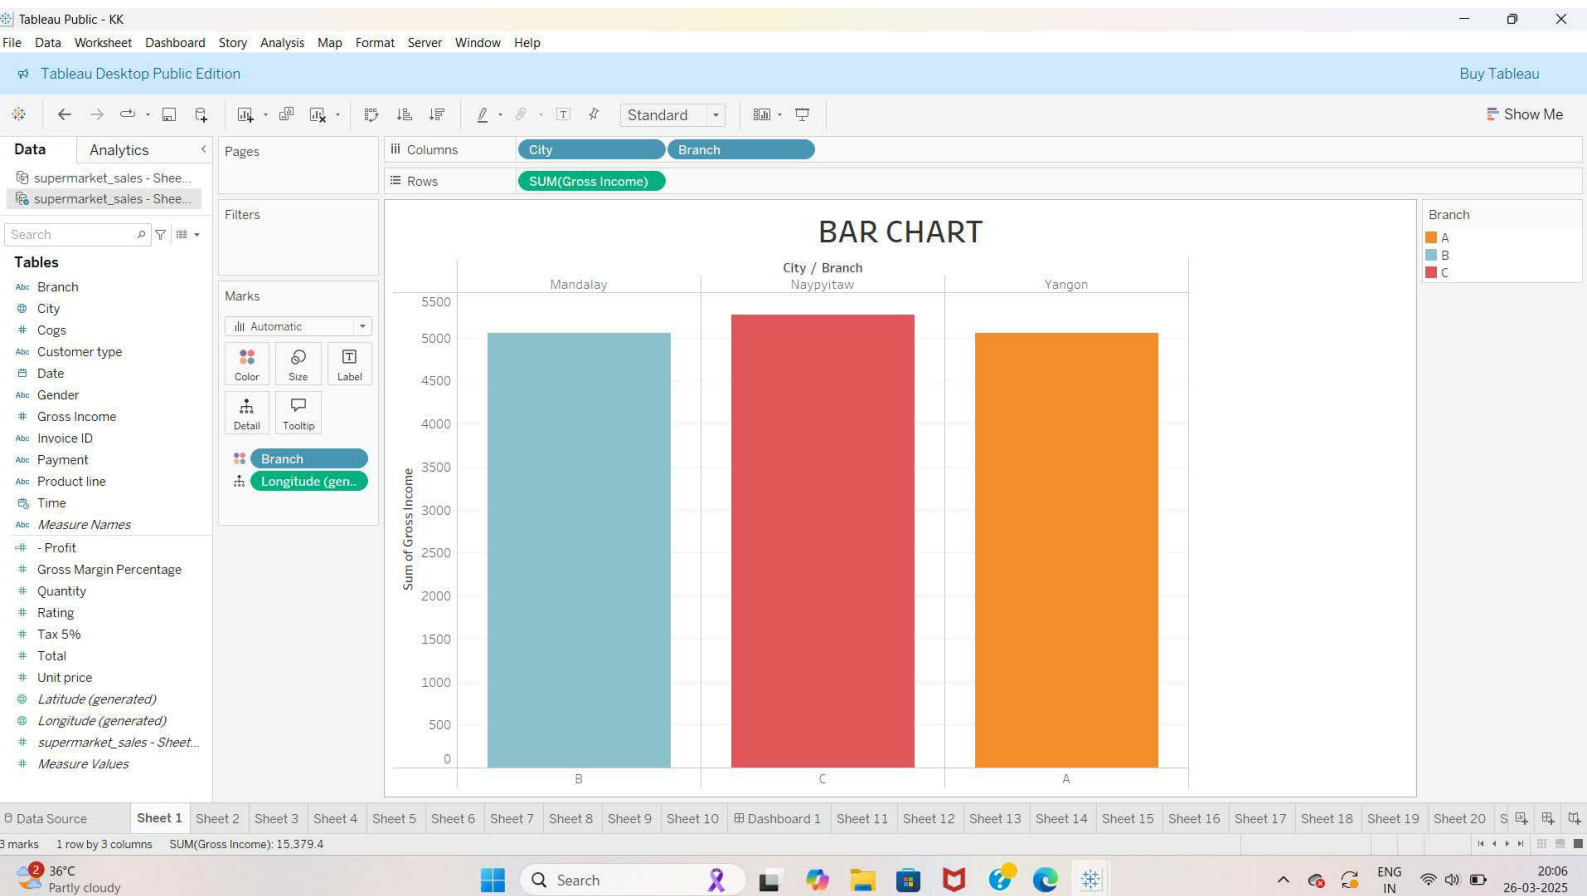 Tableau Public - KK
File Data Worksheet Dashboard Story Analysis Map Format Server Window Help
Tableau Desktop Public Edition
Buy Tableau
Standard
Show Me
Data
Analytics
supermarket_sales - Shee...
supermarket_sales - Shee...
Search
Tables
Abc Branch
City
# Cogs
Abc Customer type
Date
Abc Gender
# Gross Income
Abc Invoice ID
Abc Payment
Abc Product line
Time
Abc Measure Names
=# - Profit
# Gross Margin Percentage
# Quantity
# Rating
# Tax 5%
# Total
# Unit price
Latitude (generated)
Longitude (generated)
# supermarket_sales - Sheet...
# Measure Values
Pages
Filters
Marks
Automatic
Color Size Label
Detail Tooltip
Branch
Longitude (gen..
Columns City Branch
Rows SUM(Gross Income)
BAR CHART
City / Branch
Mandalay Naypyitaw Yangon
Sum of Gross Income
5500
5000
4500
4000
3500
3000
2500
2000
1500
1000
500
0
B C A
Branch
A
B
C
Data Source Sheet 1 Sheet 2 Sheet 3 Sheet 4 Sheet 5 Sheet 6 Sheet 7 Sheet 8 Sheet 9 Sheet 10 Dashboard 1 Sheet 11 Sheet 12 Sheet 13 Sheet 14 Sheet 15 Sheet 16 Sheet 17 Sheet 18 Sheet 19 Sheet 20 S
3 marks 1 row by 3 columns SUM(Gross Income): 15,379.4
2
36°C
Partly cloudy
Search
ENG
IN
20:06
26-03-2025